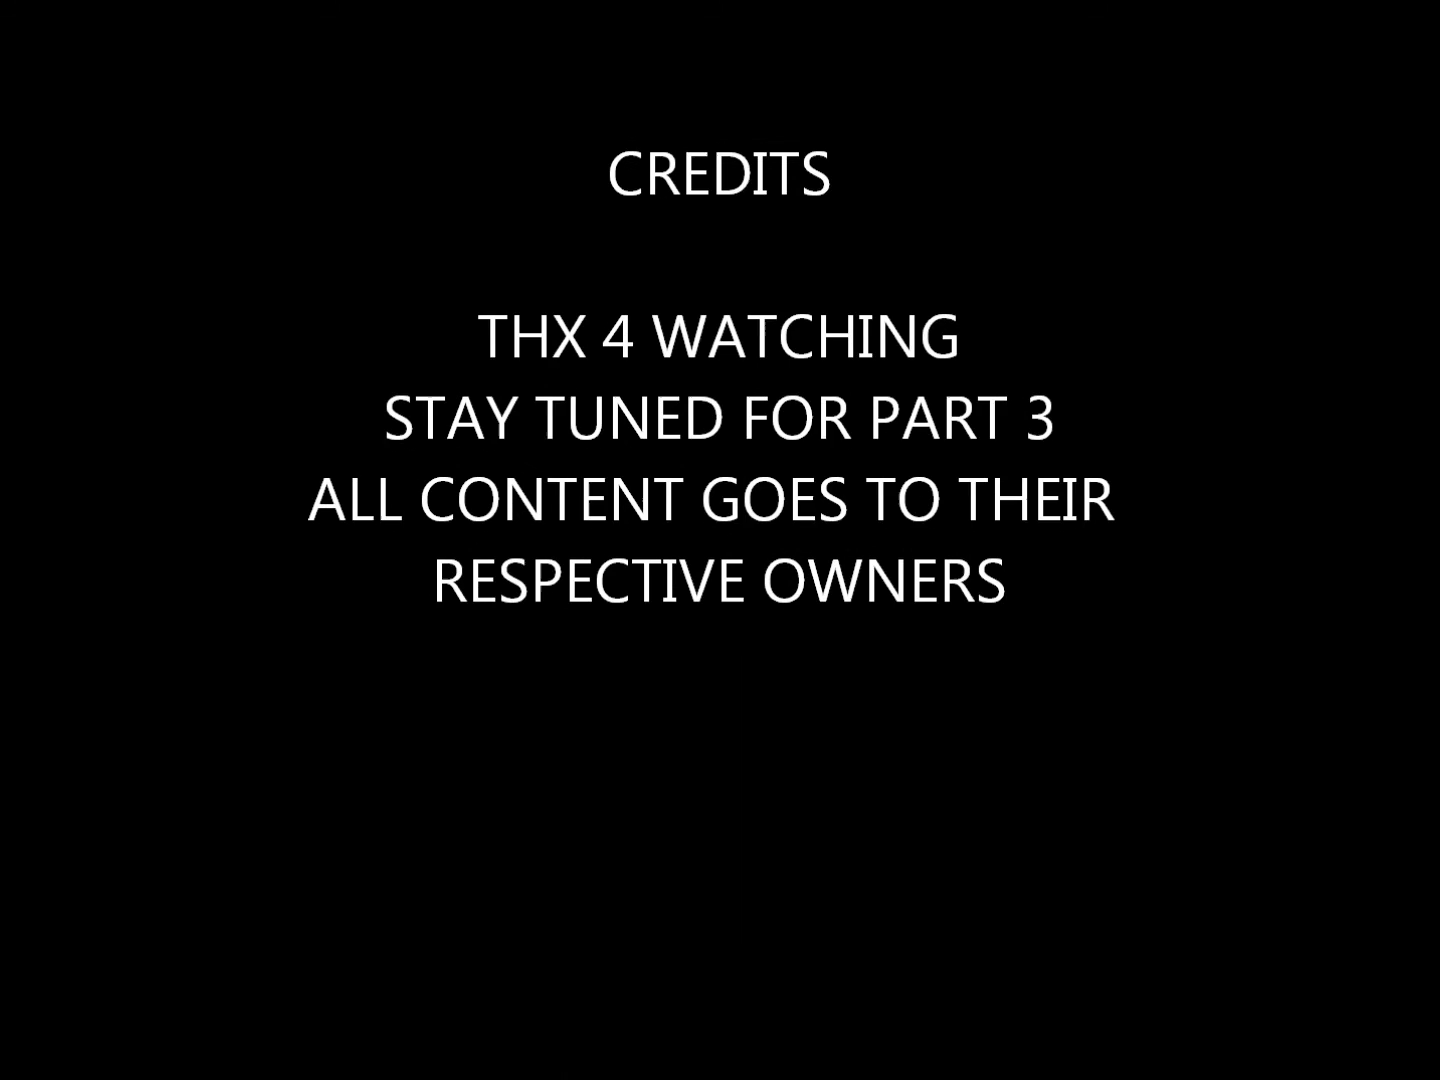 CREDITS
THX 4 WATCHING
STAY TUNED FOR PART 3
ALL CONTENT GOES TO THEIR
RESPECTIVE OWNERS